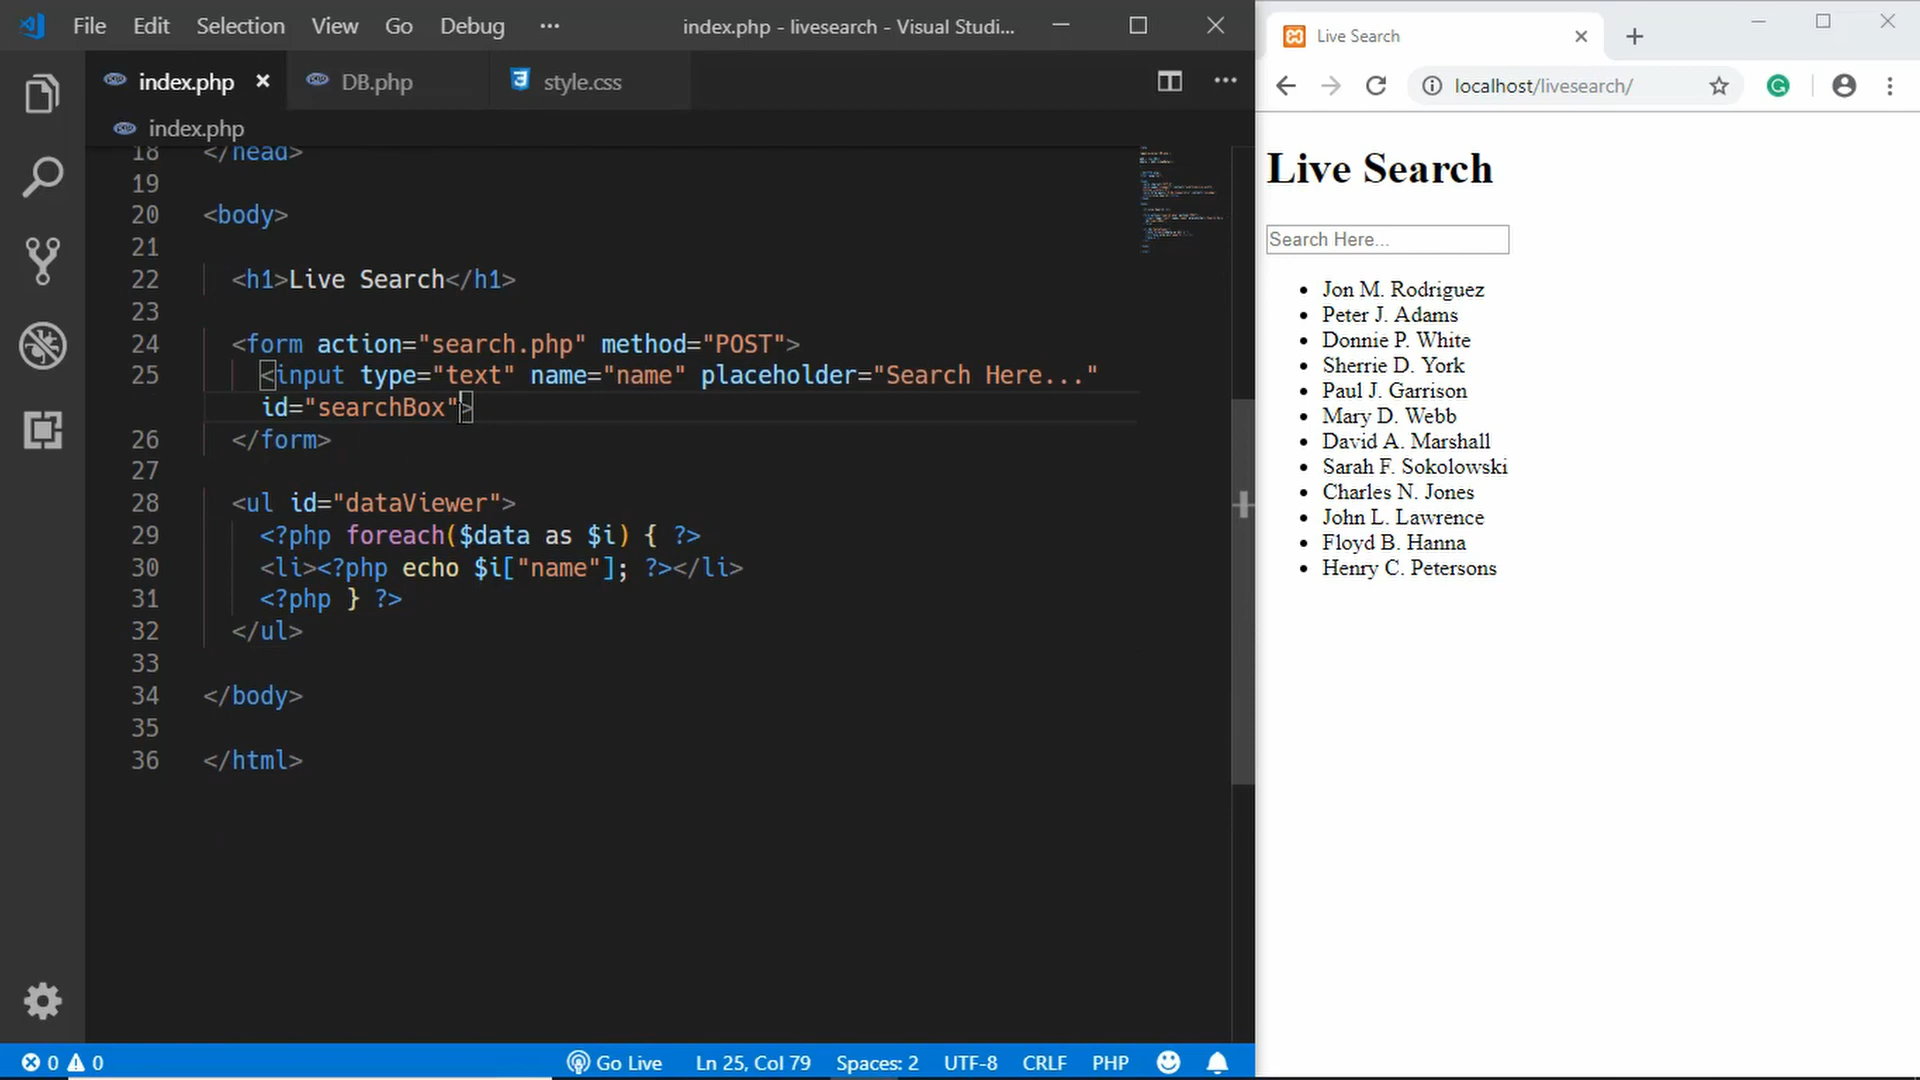 File Edit Selection View Go Debug ··· index.php - livesearch - Visual Studi...
index.php DB.php style.css
index.php
18 </head>
19
20 <body>
21
22 <h1>Live Search</h1>
23
24 <form action="search.php" method="POST">
25 <input type="text" name="name" placeholder="Search Here..."
id="searchBox">
26 </form>
27
28 <ul id="dataViewer">
29 <?php foreach($data as $i) { ?>
30 <li><?php echo $i["name"]; ?></li>
31 <?php } ?>
32 </ul>
33
34 </body>
35
36 </html>
0 0 Go Live Ln 25, Col 79 Spaces: 2 UTF-8 CRLF PHP
Live Search
localhost/livesearch/
Live Search
Search Here...
• Jon M. Rodriguez
• Peter J. Adams
• Donnie P. White
• Sherrie D. York
• Paul J. Garrison
• Mary D. Webb
• David A. Marshall
• Sarah F. Sokolowski
• Charles N. Jones
• John L. Lawrence
• Floyd B. Hanna
• Henry C. Petersons